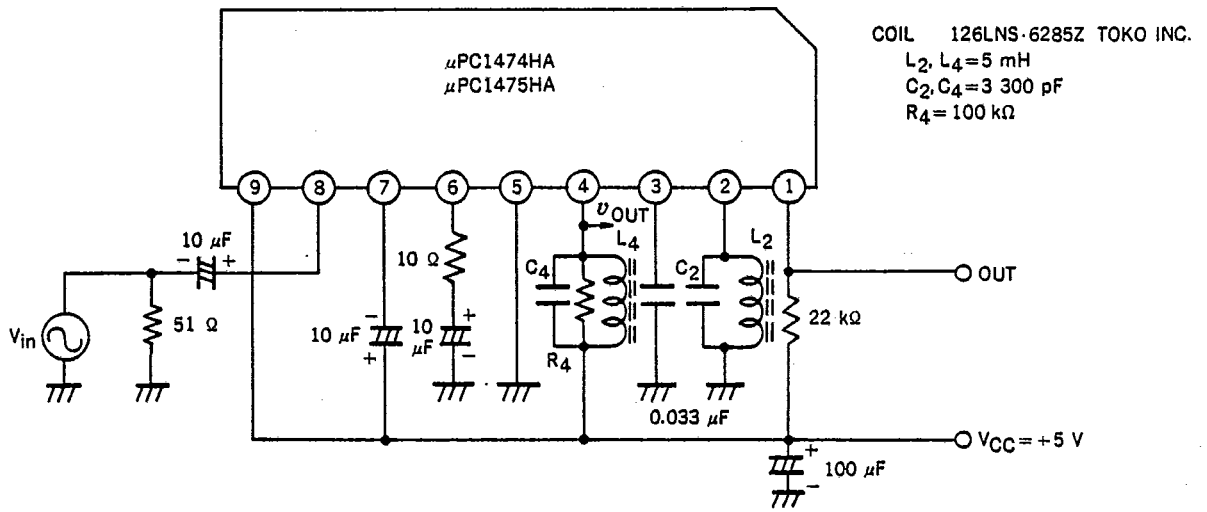 μPC1474HA
μPC1475HA
COIL 126LNS·6285Z TOKO INC.
L2, L4=5 mH
C2, C4=3 300 pF
R4=100 kΩ
9 8 7 6 5 4 3 2 1
vOUT
10 μF
- +
10 Ω
C4
L4
C2
L2
OUT
Vin
51 Ω
10 μF
- +
10 μF
+ -
R4
22 kΩ
0.033 μF
VCC=+5 V
+ -
100 μF